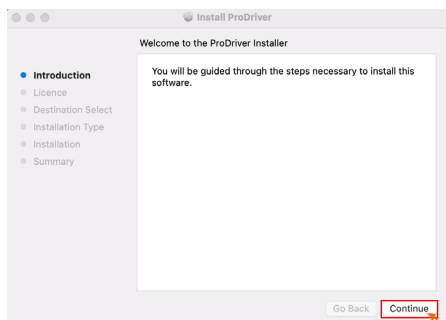 Install ProDriver
Welcome to the ProDriver Installer
Introduction
Licence
Destination Select
Installation Type
Installation
Summary
You will be guided through the steps necessary to install this
software.
Go Back
Continue